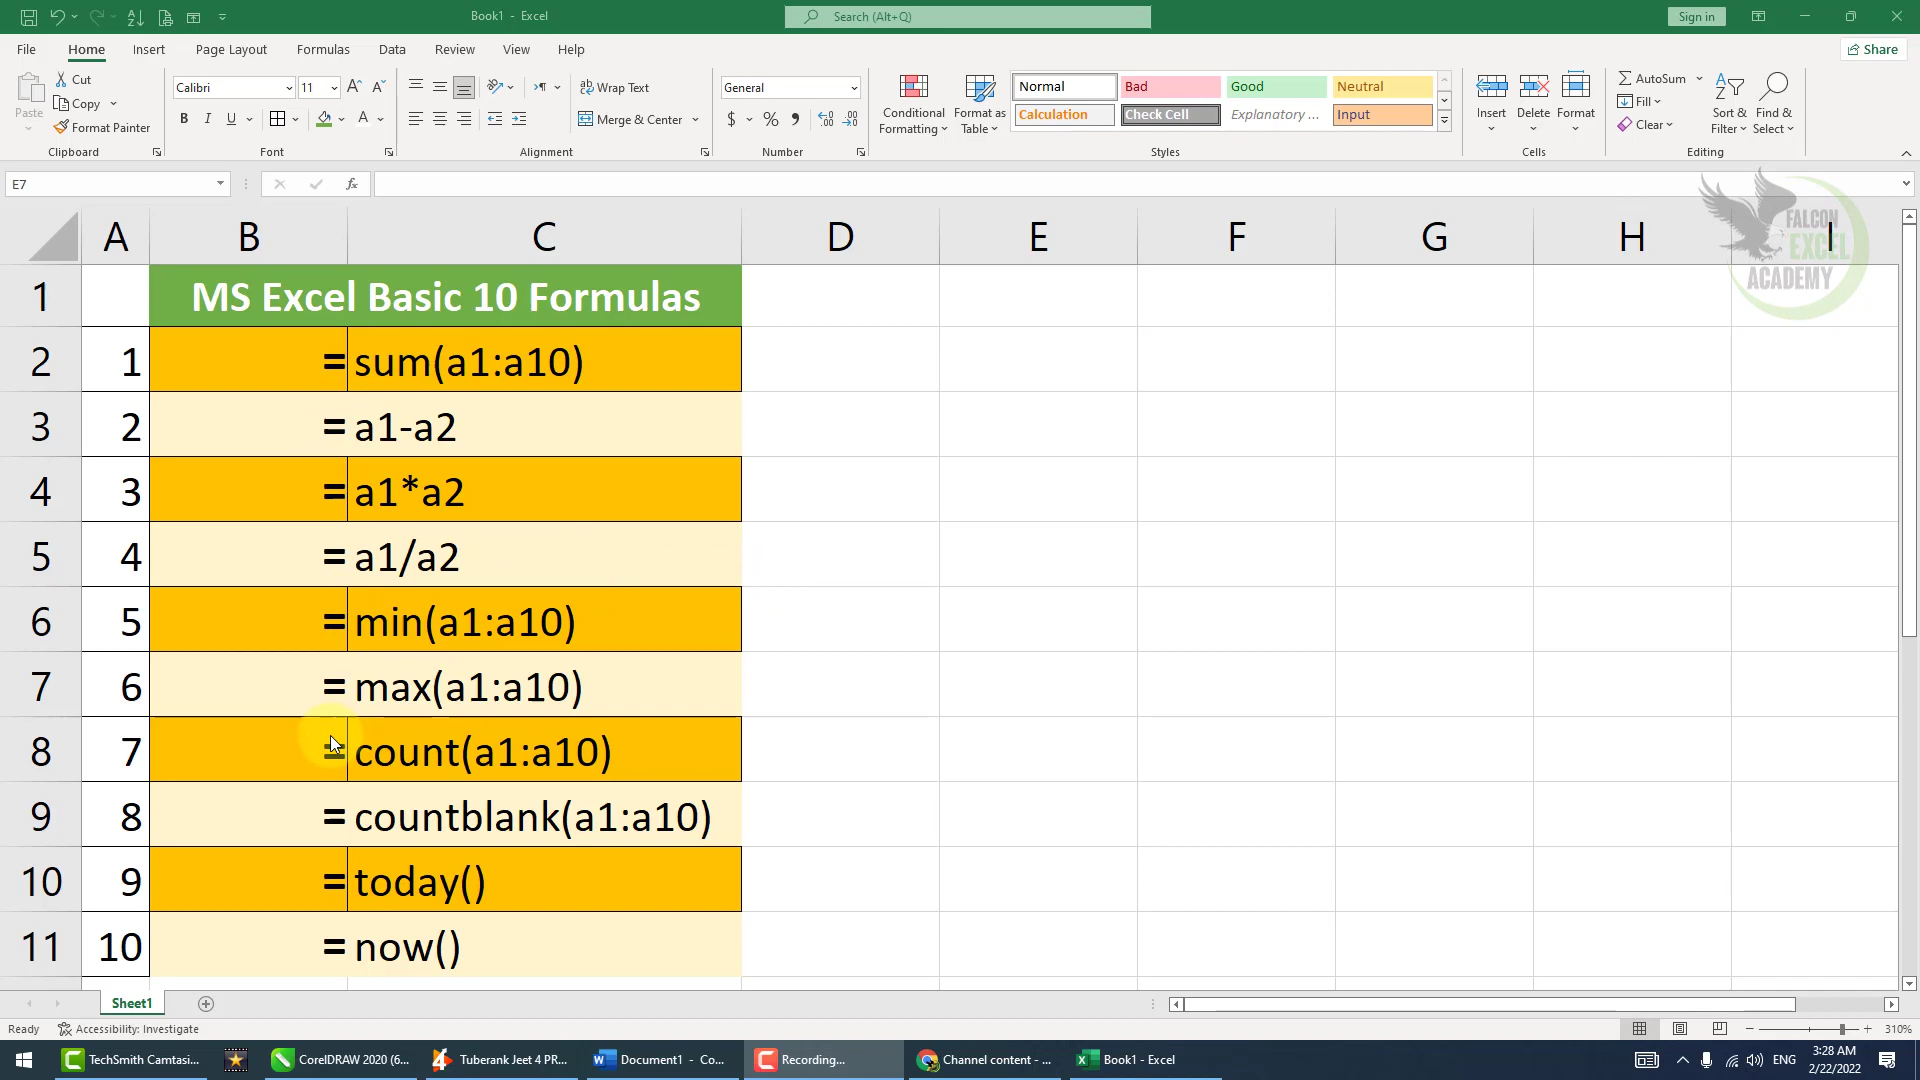 Book1 - Excel
Search (Alt+Q)
Sign in
File Home Insert Page Layout Formulas Data Review View Help
Share
Paste
Cut
Copy
Format Painter
Clipboard
Calibri 11
B I U
Font
Wrap Text
Merge & Center
Alignment
General
$ % 9
Number
Conditional Formatting
Format as Table
Normal Bad Good Neutral
Calculation Check Cell Explanatory ... Input
Styles
Insert Delete Format
Cells
AutoSum
Fill
Clear
Sort & Filter
Find & Select
Editing
E7
fx
FALCON
EXCEL
ACADEMY
A B C D E F G H I
1 MS Excel Basic 10 Formulas
2 1 = sum(a1:a10)
3 2 = a1-a2
4 3 = a1*a2
5 4 = a1/a2
6 5 = min(a1:a10)
7 6 = max(a1:a10)
8 7 = count(a1:a10)
9 8 = countblank(a1:a10)
10 9 = today()
11 10 = now()
Sheet1
Ready Accessibility: Investigate
310%
TechSmith Camtasi...
CorelDRAW 2020 (6...
Tuberank Jeet 4 PR...
Document1 - Co...
Recording...
Channel content - ...
Book1 - Excel
ENG
3:28 AM
2/22/2022